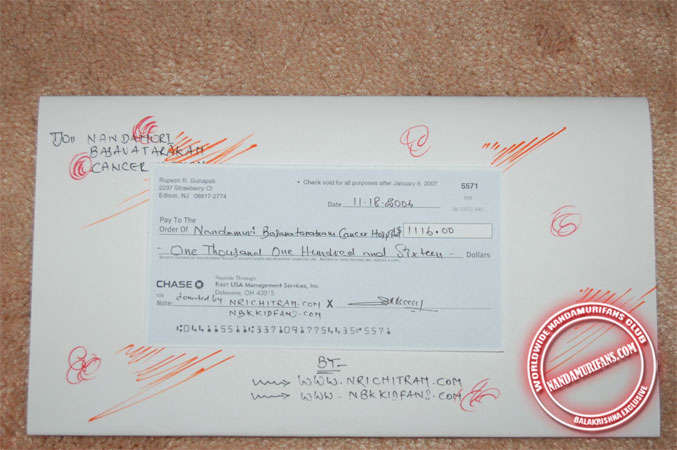 NANDAMURI
BASAVATARAKAM
CANCER
Rupesh R. Gunapati
2237 Strawberry Ct
Edison, NJ 08817-2774
• Check void for all purposes after January 8, 2007
5571
Date 11-18-2006
Pay To The
Order Of Nandamuri Basavatarakam Cancer Hospital $ 1116.00
- One Thousand One Hundred and Sixteen - Dollars
CHASE
Payable Through:
First USA Management Services, Inc.
Delaware, OH 43015
donated by NRICHITRAM.COM X
NBKKIDFANS.COM
BY-
WWW.NRICHITRAM.COM
WWW.NBKKIDFANS.COM
WORLDWIDE NANDAMURIFANS CLUB
NANDAMURIFANS.COM
BALAKRISHNA EXCLUSIVE